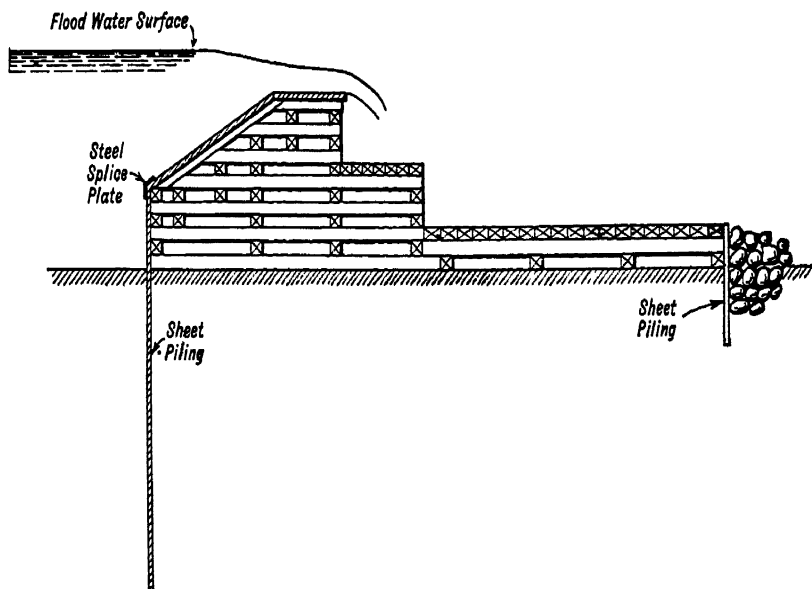 Flood Water Surface
Steel
Splice
Plate
Sheet
Piling
Sheet
Piling